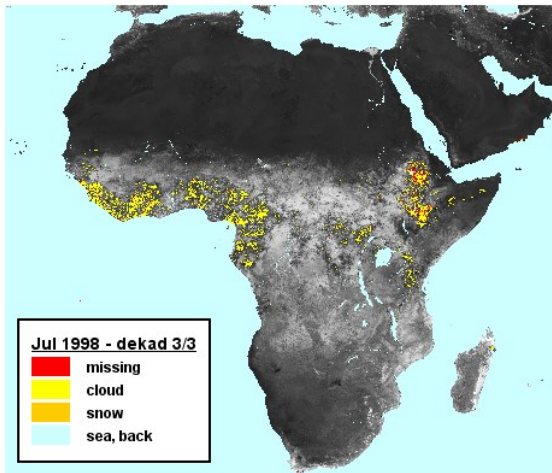 Jul 1998 - dekad 3/3
missing
cloud
snow
sea, back